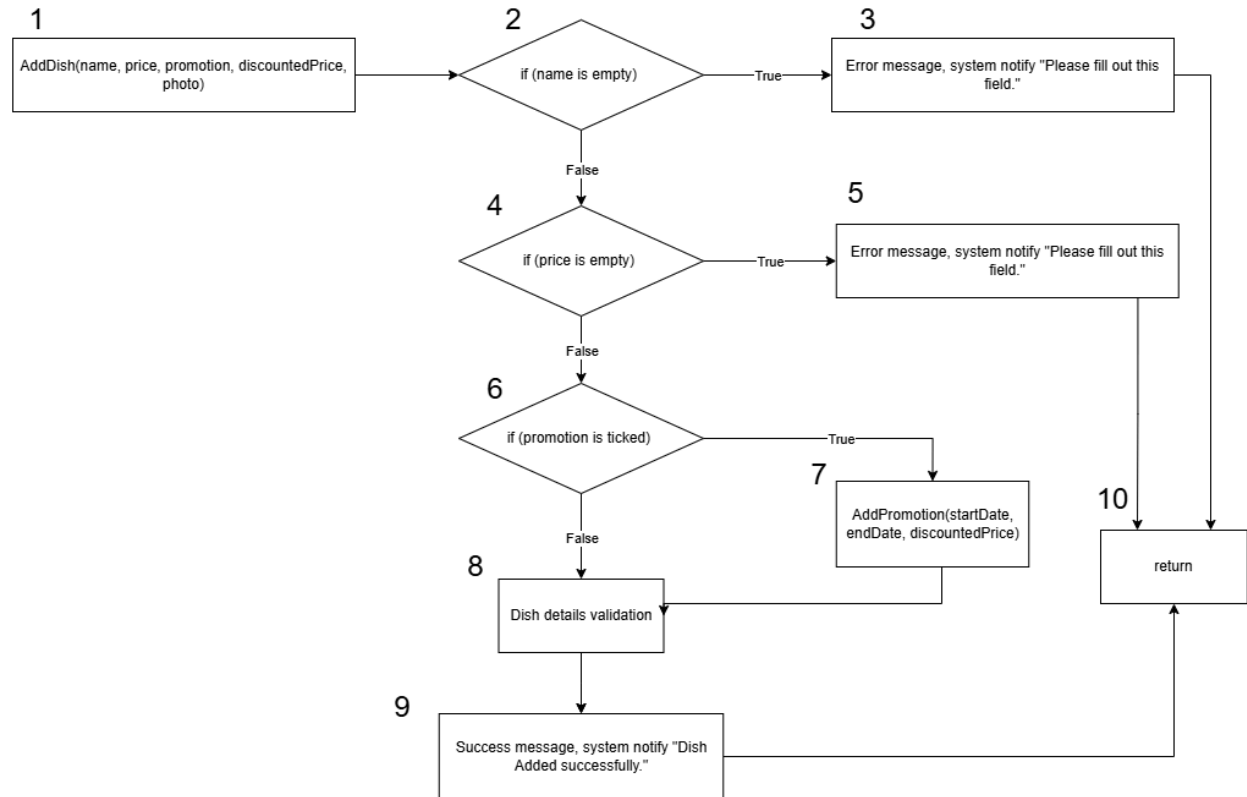 1
2
3
AddDish(name, price, promotion, discountedPrice,
photo)
if (name is empty)
True
Error message, system notify "Please fill out this
field."
False
4
5
if (price is empty)
True
Error message, system notify "Please fill out this
field."
False
6
if (promotion is ticked)
True
7
10
AddPromotion(startDate,
endDate, discountedPrice)
False
return
8
Dish details validation
9
Success message, system notify "Dish
Added successfully."